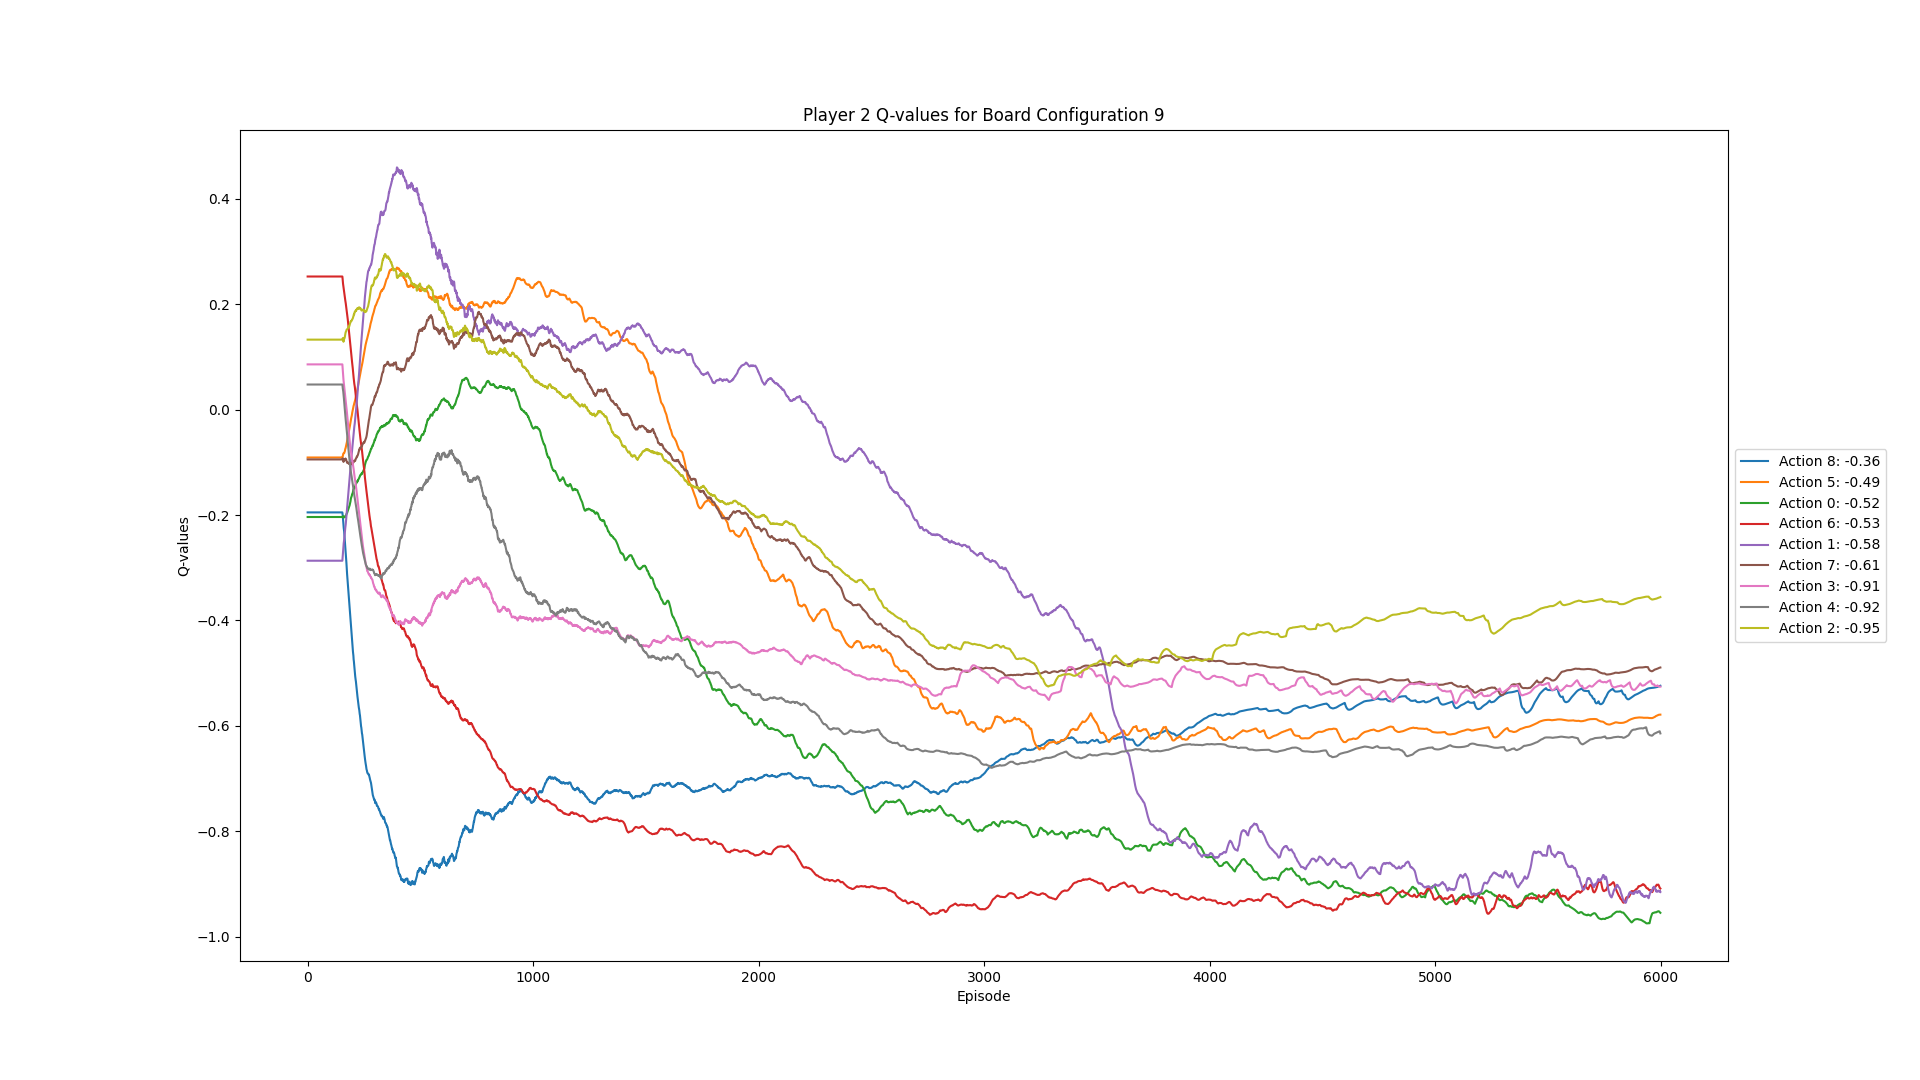 Player 2 Q-values for Board Configuration 9
0.4
0.2
0.0
−0.2
−0.4
−0.6
−0.8
−1.0
Q-values
0
1000
2000
3000
4000
5000
6000
Episode
Action 8: -0.36
Action 5: -0.49
Action 0: -0.52
Action 6: -0.53
Action 1: -0.58
Action 7: -0.61
Action 3: -0.91
Action 4: -0.92
Action 2: -0.95